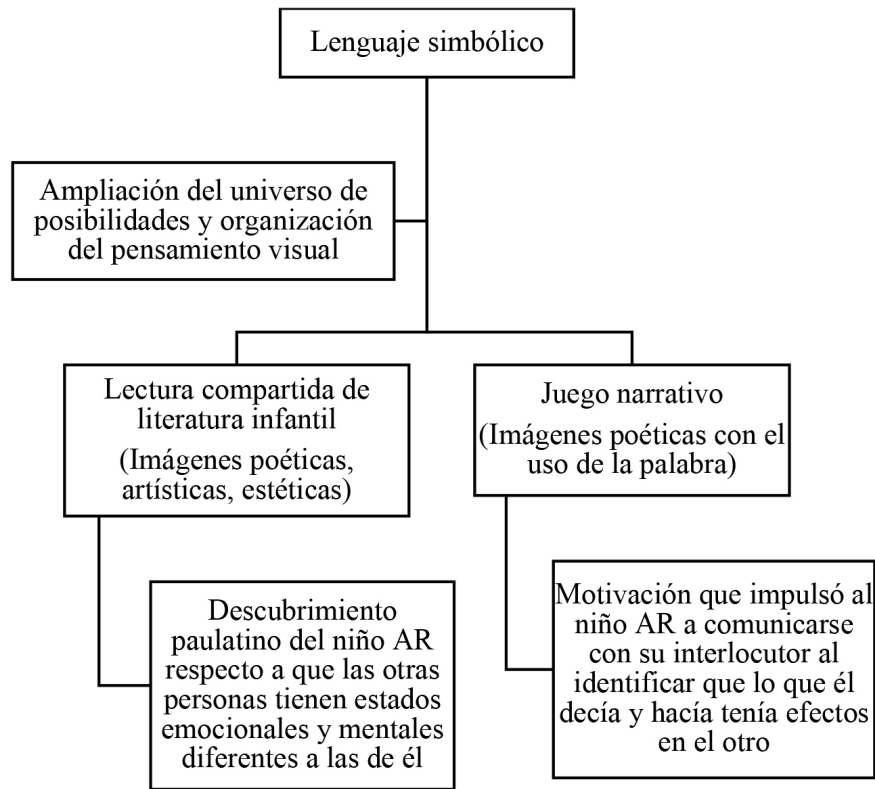 Lenguaje simbólico
Ampliación del universo de
posibilidades y organización
del pensamiento visual
Lectura compartida de
literatura infantil
(Imágenes poéticas,
artísticas, estéticas)
Juego narrativo
(Imágenes poéticas con el
uso de la palabra)
Descubrimiento
paulatino del niño AR
respecto a que las otras
personas tienen estados
emocionales y mentales
diferentes a las de él
Motivación que impulsó al
niño AR a comunicarse
con su interlocutor al
identificar que lo que él
decía y hacía tenía efectos
en el otro